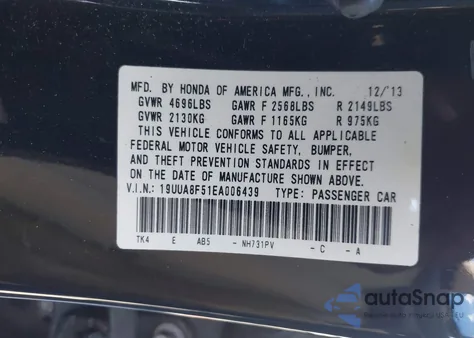 MFD. BY HONDA OF AMERICA MFG., INC. 12/13
GVWR 4696LBS GAWR F 2568LBS R 2149LBS
GVWR 2130KG GAWR F 1165KG R 975KG
THIS VEHICLE CONFORMS TO ALL APPLICABLE
FEDERAL MOTOR VEHICLE SAFETY, BUMPER,
AND THEFT PREVENTION STANDARDS IN EFFECT
ON THE DATE OF MANUFACTURE SHOWN ABOVE.
V.I.N.: 19UUA8F51EA006439 TYPE: PASSENGER CAR
TK4 E AB5 - NH731PV - C - A
autoSnap